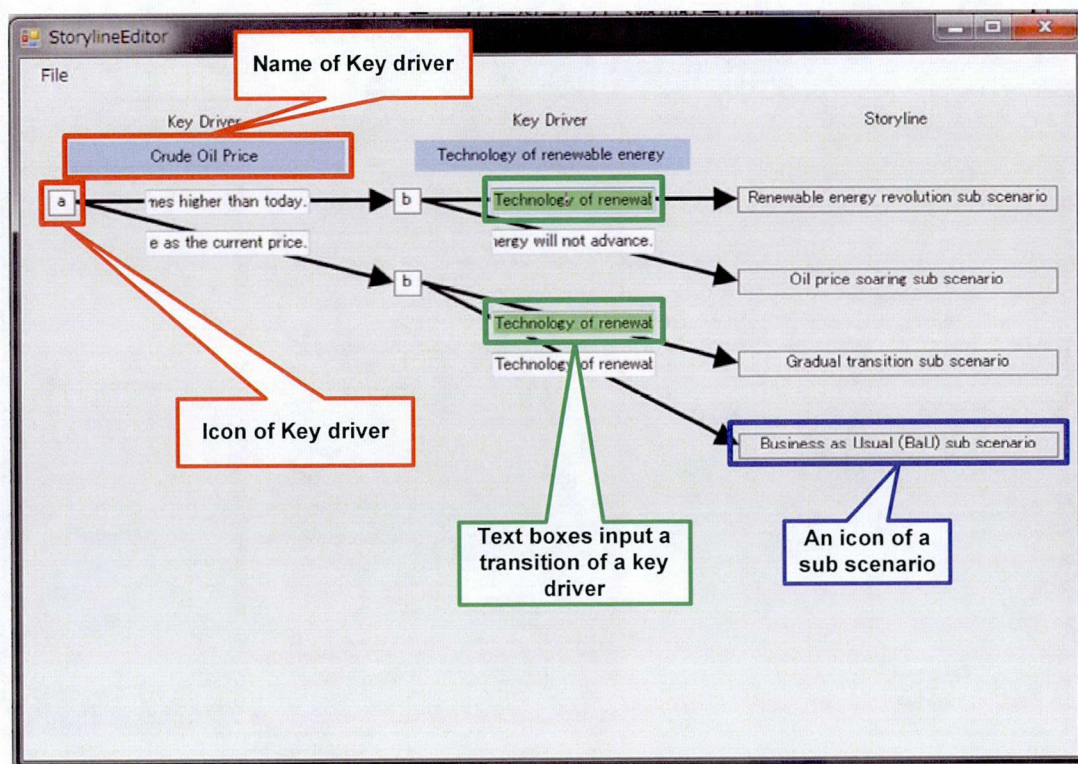 StorylineEditor
File
Name of Key driver
Key Driver
Key Driver
Storyline
Crude Oil Price
Technology of renewable energy
a
mes higher than today.
b
Technology of renewal
Renewable energy revolution sub scenario
e as the current price.
ergy will not advance.
b
Oil price soaring sub scenario
Technology of renewal
Technology of renewal
Gradual transition sub scenario
Icon of Key driver
Business as Usual (BaU) sub scenario
Text boxes input a
transition of a key
driver
An icon of a
sub scenario